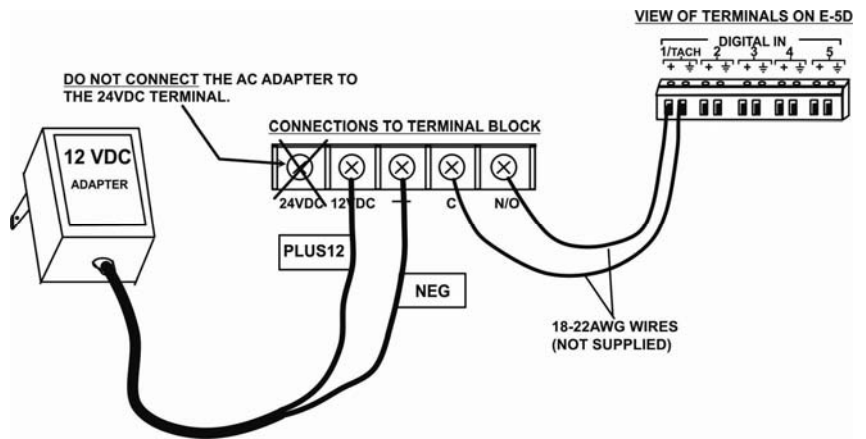 VIEW OF TERMINALS ON E-5D
DIGITAL IN
1/TACH 2 3 4 5
+ ⏚ + ⏚ + ⏚ + ⏚ + ⏚
DO NOT CONNECT THE AC ADAPTER TO
THE 24VDC TERMINAL.
CONNECTIONS TO TERMINAL BLOCK
12 VDC
ADAPTER
24VDC 12VDC — C N/O
PLUS12
NEG
18-22AWG WIRES
(NOT SUPPLIED)